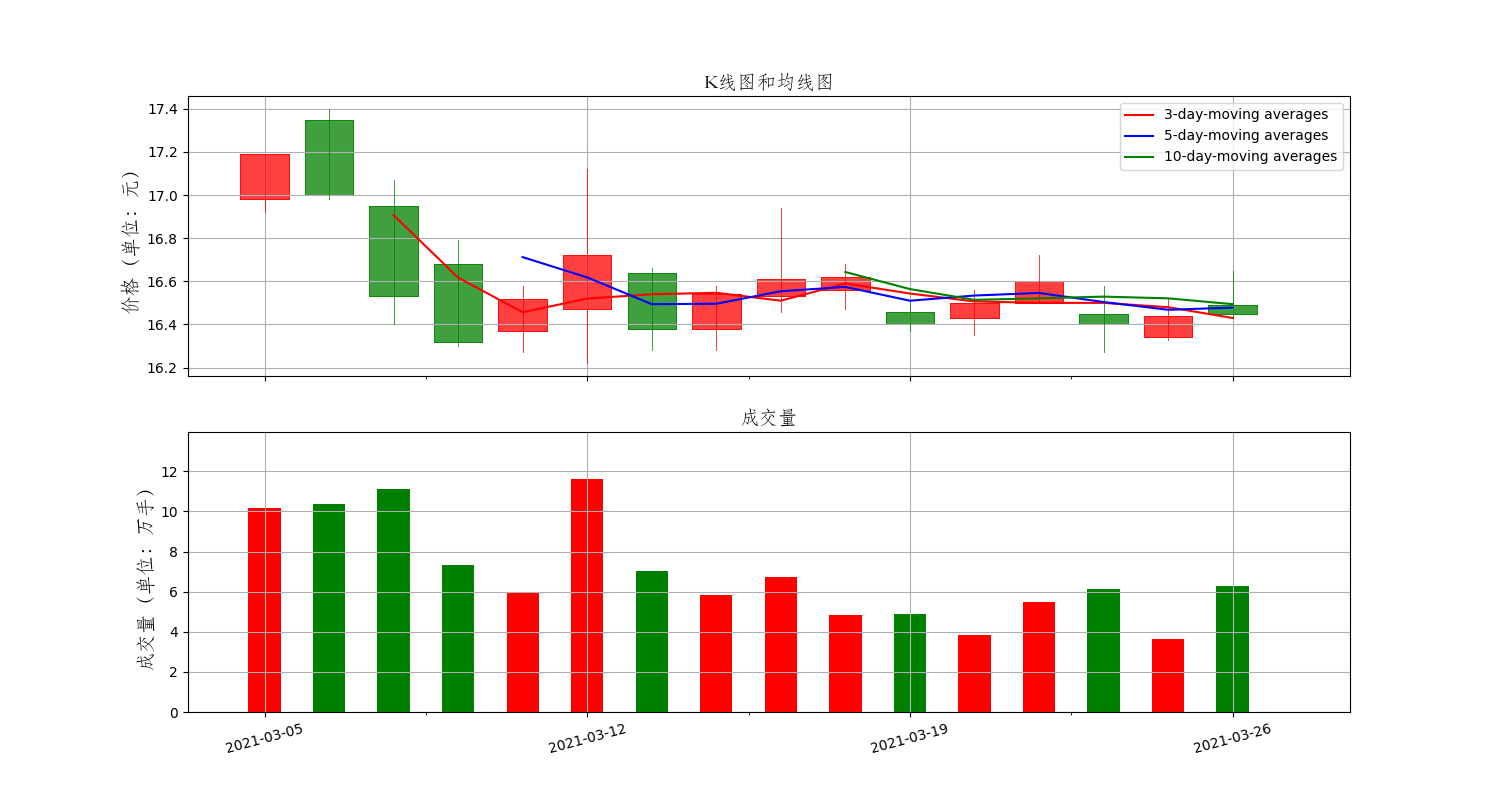 K线图和均线图
价格（单位：元）
17.4
17.2
17.0
16.8
16.6
16.4
16.2
3-day-moving averages
5-day-moving averages
10-day-moving averages
成交量
成交量（单位：万手）
12
10
8
6
4
2
0
2021-03-05
2021-03-12
2021-03-19
2021-03-26